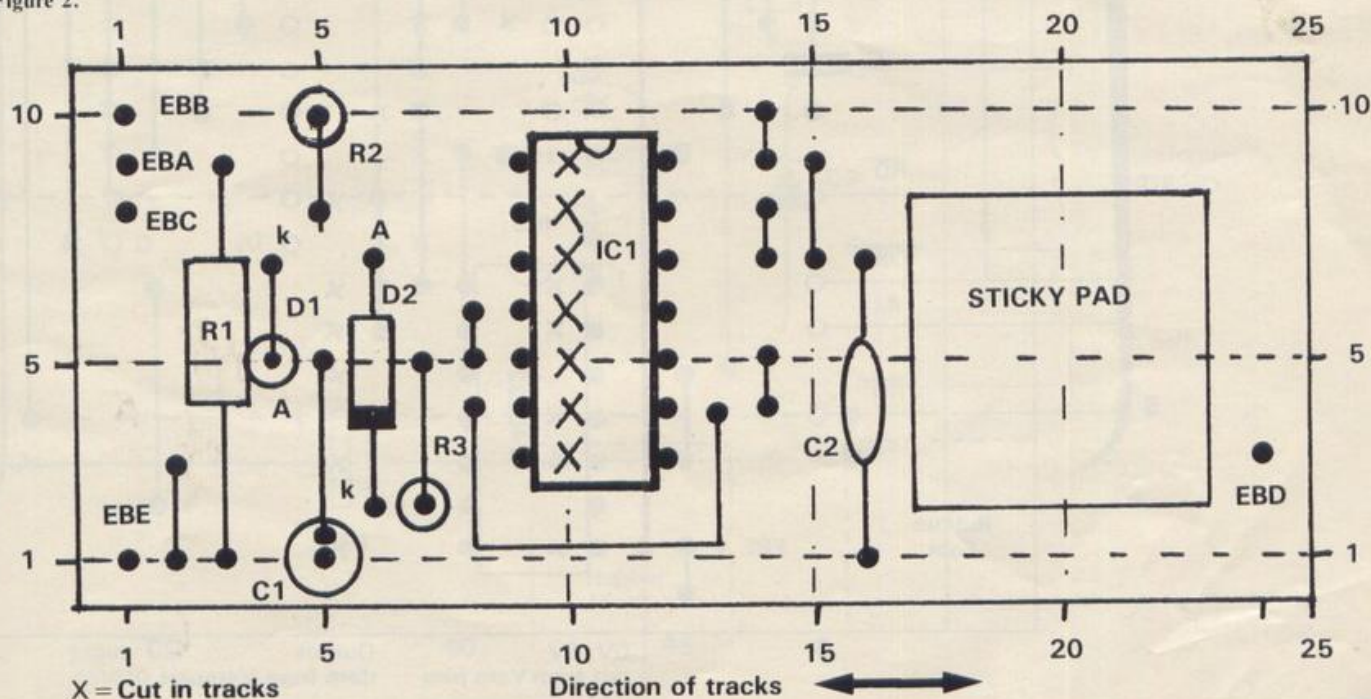 Figure 2.
1 5 10 15 20 25
10 EBB 10
R2
EBA
EBC
k A IC1
D1 D2 STICKY PAD
R1
5 5
A
R3 C2
k
EBE EBD
1 1
C1
1 5 10 15 20 25
X = Cut in tracks Direction of tracks